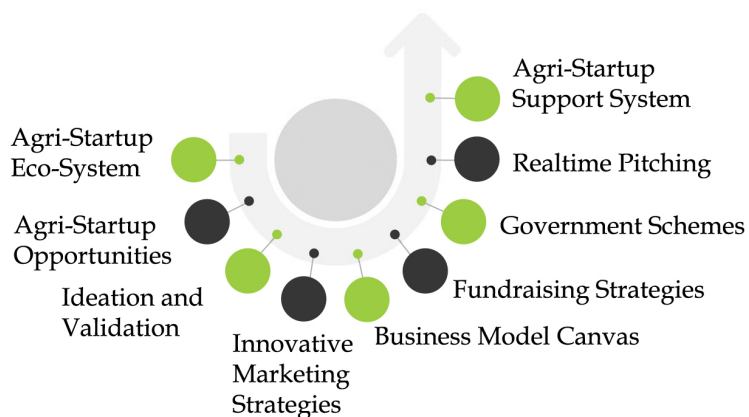 Agri-Startup
Eco-System
Agri-Startup
Opportunities
Ideation and
Validation
Innovative
Marketing
Strategies
Business Model Canvas
Fundraising Strategies
Government Schemes
Realtime Pitching
Agri-Startup
Support System